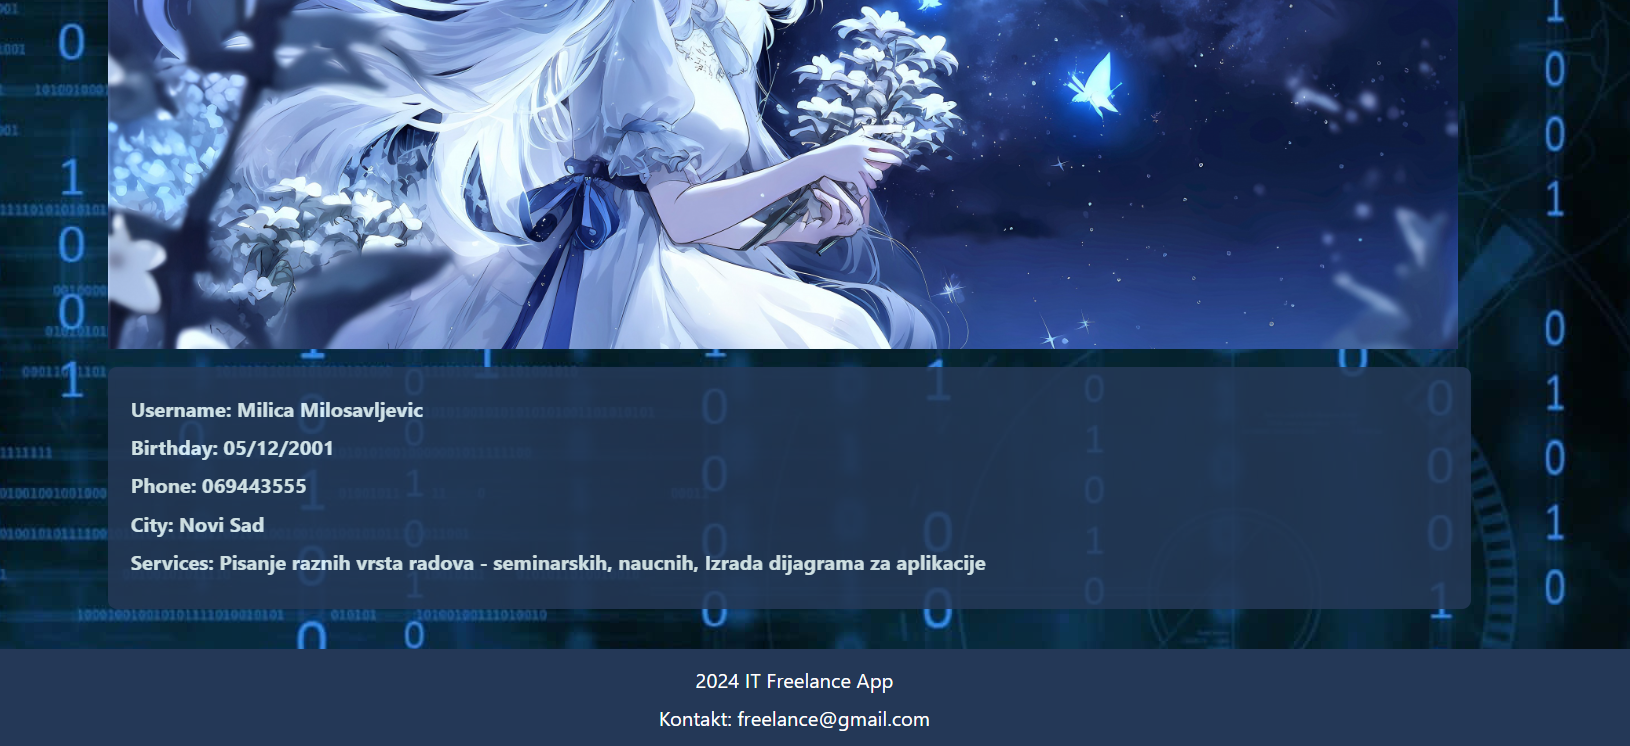 Username: Milica Milosavljevic
Birthday: 05/12/2001
Phone: 069443555
City: Novi Sad
Services: Pisanje raznih vrsta radova - seminarskih, naucnih, Izrada dijagrama za aplikacije
2024 IT Freelance App
Kontakt: freelance@gmail.com